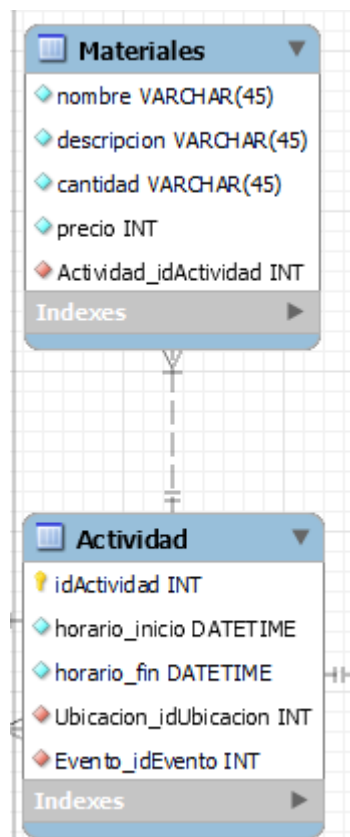 Materiales
nombre VARCHAR(45)
descripcion VARCHAR(45)
cantidad VARCHAR(45)
precio INT
Actividad_idActividad INT
Indexes
Actividad
idActividad INT
horario_inicio DATETIME
horario_fin DATETIME
Ubicacion_idUbicacion INT
Evento_idEvento INT
Indexes